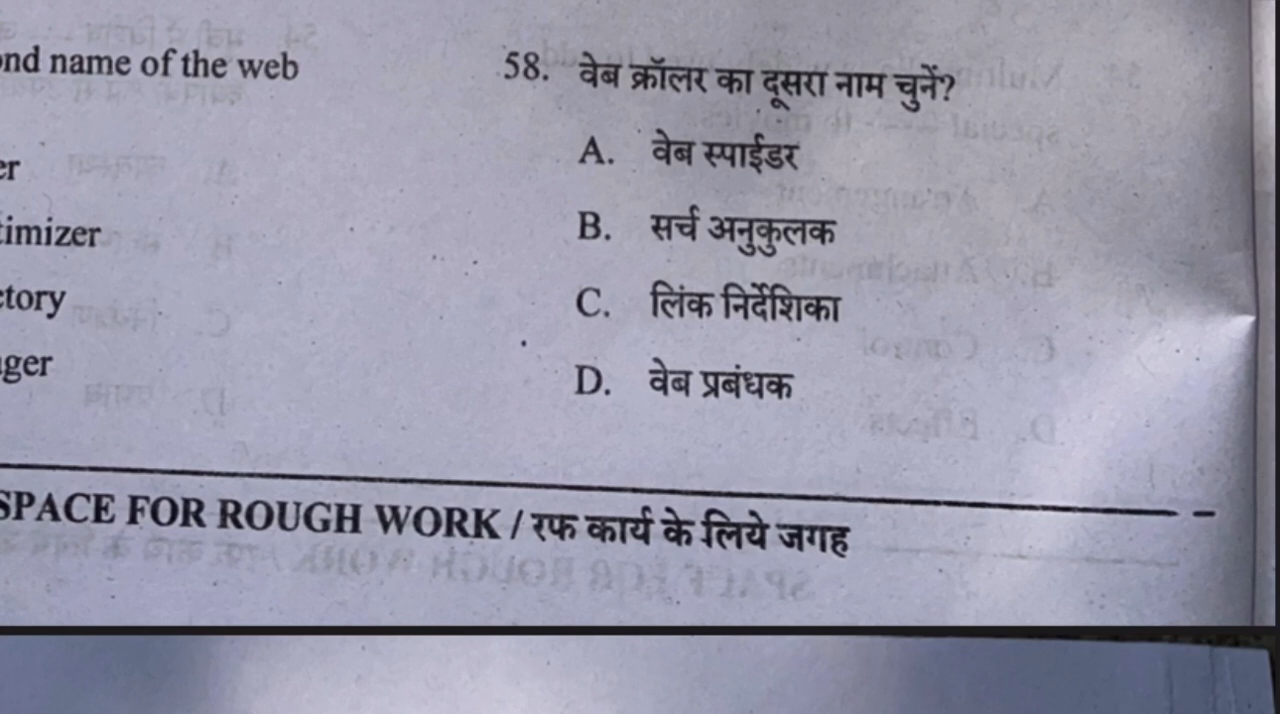 nd name of the web
er
imizer
ctory
ger
58. वेब क्रॉलर का दूसरा नाम चुनें?
A. वेब स्पाईडर
B. सर्च अनुकुलक
C. लिंक निर्देशिका
D. वेब प्रबंधक
SPACE FOR ROUGH WORK / रफ कार्य के लिये जगह